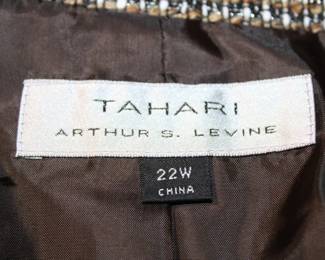 TAHARI
ARTHUR S. LEVINE
22W
CHINA